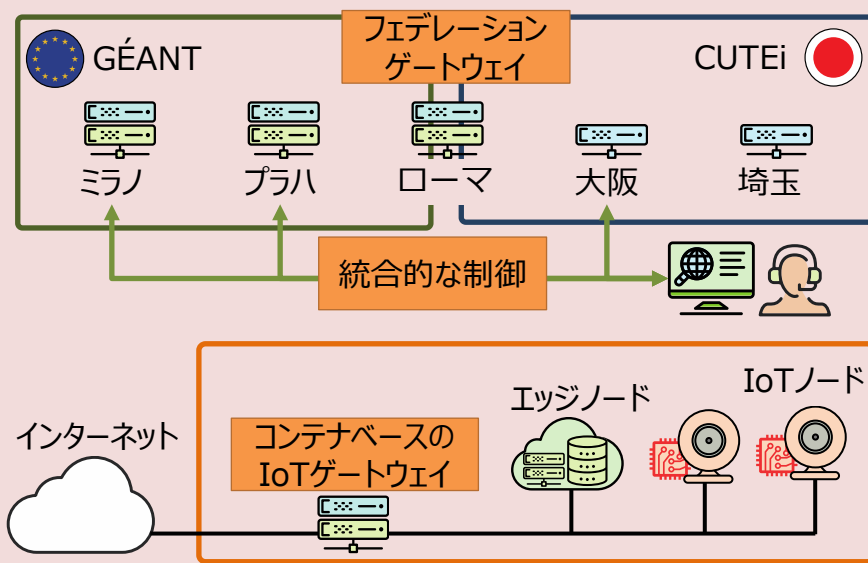 フェデレーション
ゲートウェイ
GÉANT
CUTEi
ミラノ
プラハ
ローマ
大阪
埼玉
統合的な制御
IoTノード
エッジノード
インターネット
コンテナベースの
IoTゲートウェイ